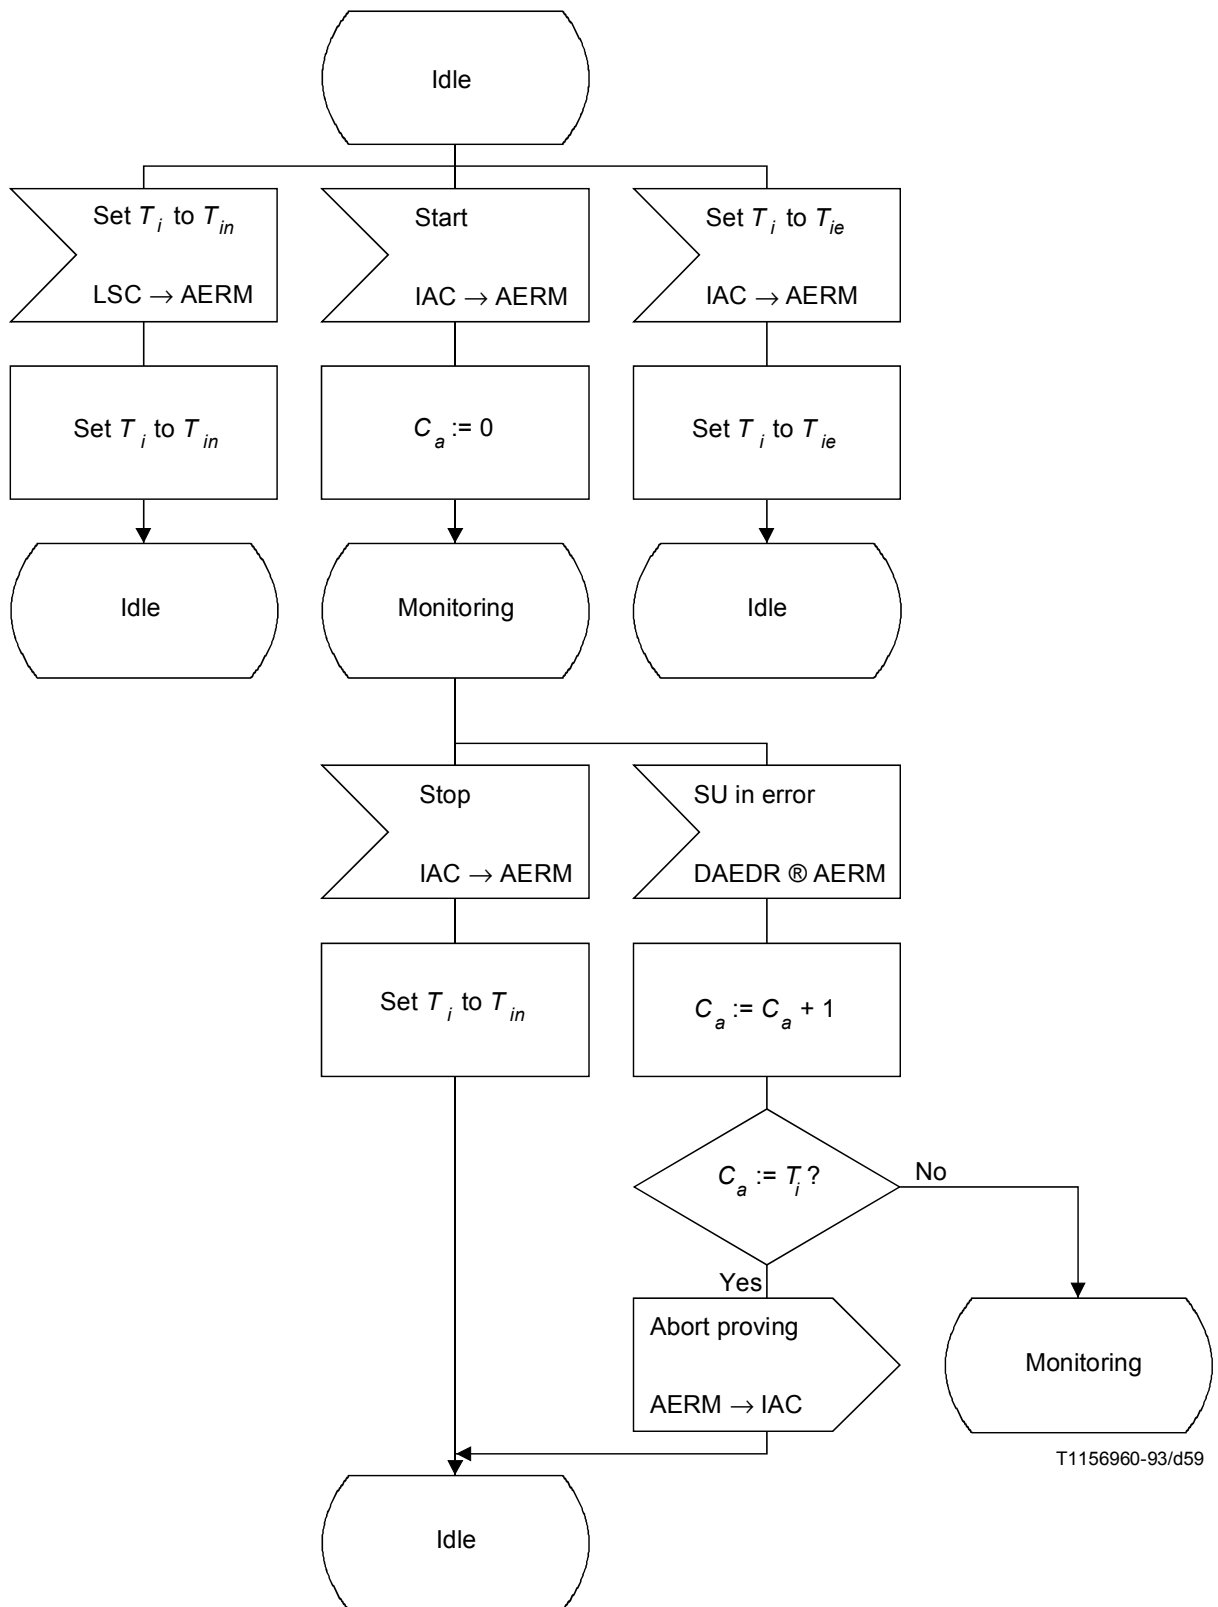 Idle
Set T i to T in
LSC → AERM
Start
IAC → AERM
Set T i to T ie
IAC → AERM
Set T i to T in
C a := 0
Set T i to T ie
Idle
Monitoring
Idle
Stop
IAC → AERM
SU in error
DAEDR ® AERM
Set T i to T in
C a := C a + 1
C a := T i ?
No
Yes
Abort proving
AERM → IAC
Monitoring
T1156960-93/d59
Idle